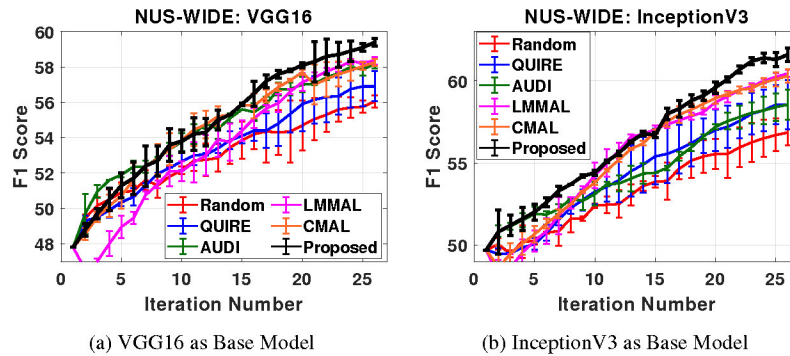 NUS-WIDE: VGG16
F1 Score
60
58
56
54
52
50
48
0
5
10
15
20
25
Iteration Number
Random
QUIRE
AUDI
LMMAL
CMAL
Proposed
(a) VGG16 as Base Model
NUS-WIDE: InceptionV3
F1 Score
60
55
50
0
5
10
15
20
25
Iteration Number
Random
QUIRE
AUDI
LMMAL
CMAL
Proposed
(b) InceptionV3 as Base Model